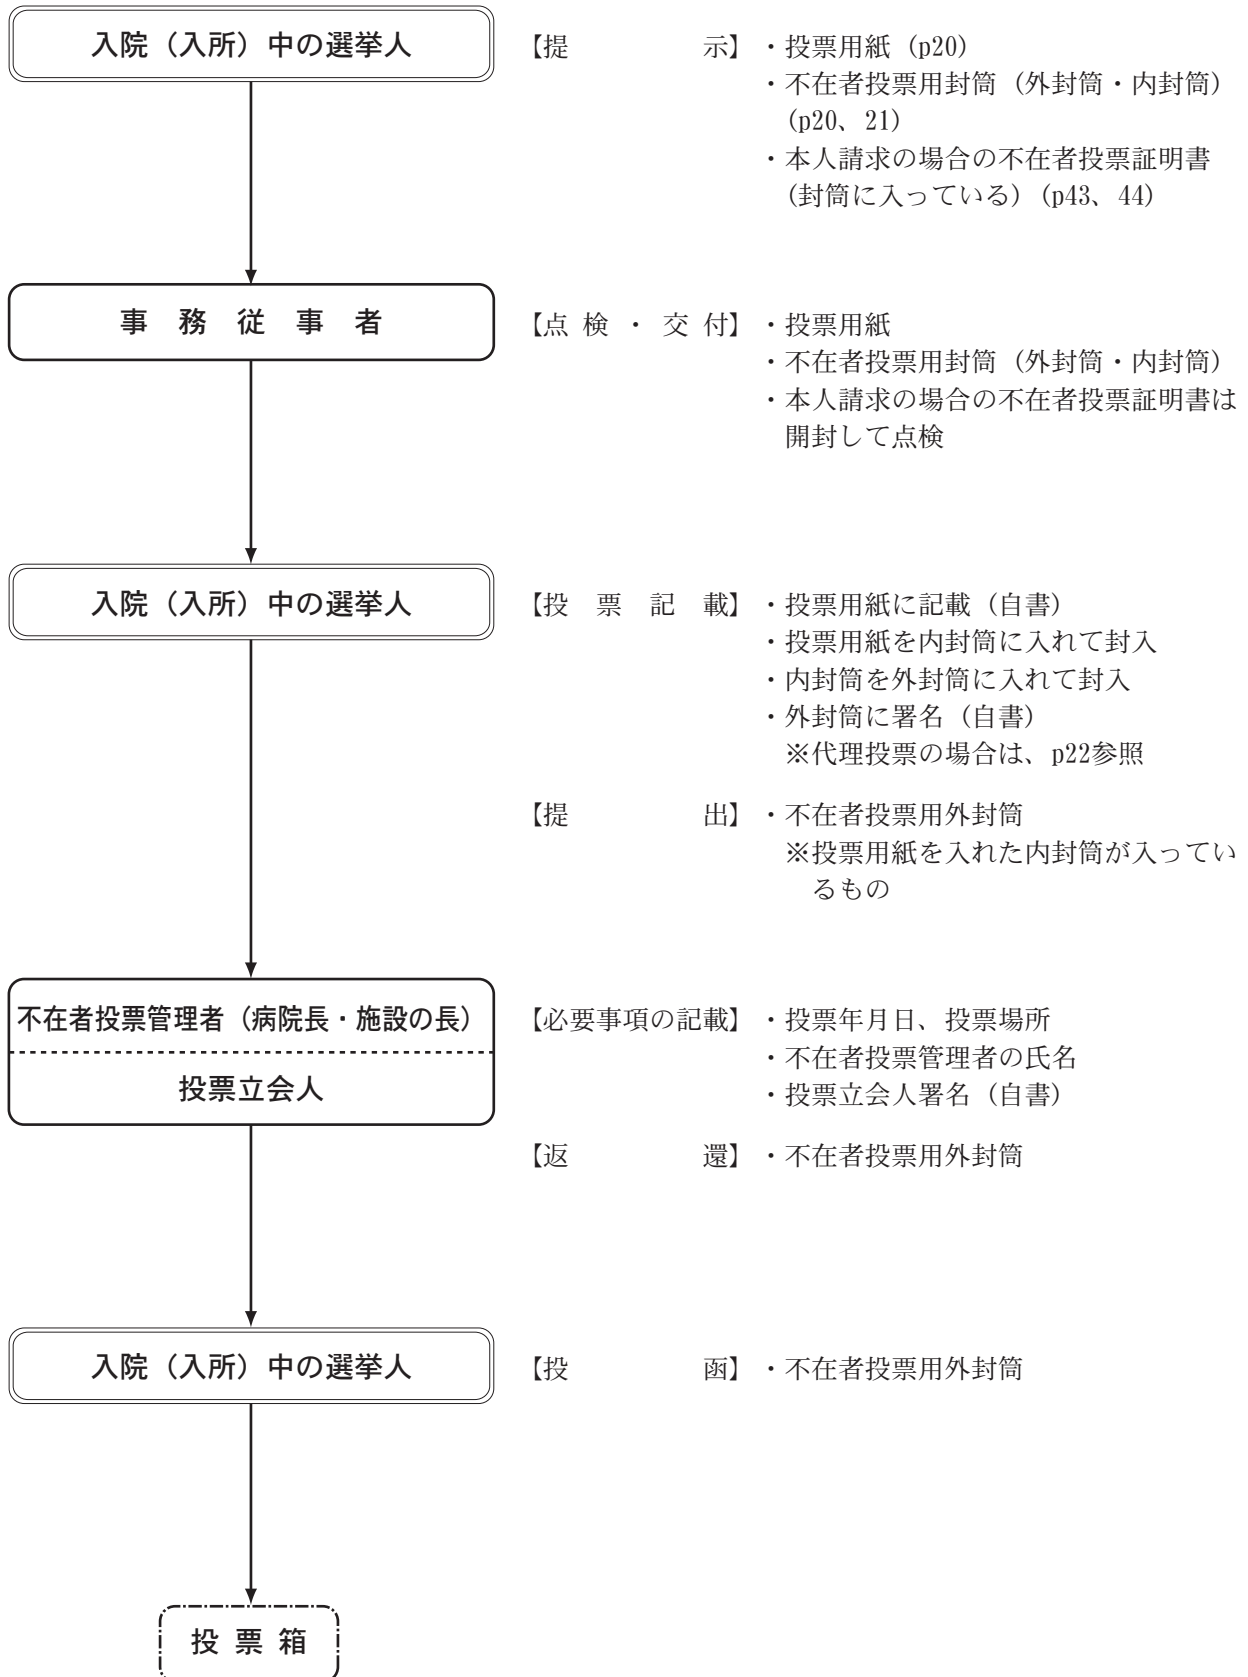 入院（入所）中の選挙人
【提　示】・投票用紙（p20）
・不在者投票用封筒（外封筒・内封筒）
（p20、21）
・本人請求の場合の不在者投票証明書
（封筒に入っている）（p43、44）
事務従事者
【点検・交付】・投票用紙
・不在者投票用封筒（外封筒・内封筒）
・本人請求の場合の不在者投票証明書は
開封して点検
入院（入所）中の選挙人
【投票記載】・投票用紙に記載（自書）
・投票用紙を内封筒に入れて封入
・内封筒を外封筒に入れて封入
・外封筒に署名（自書）
※代理投票の場合は、p22参照
【提　出】・不在者投票用外封筒
※投票用紙を入れた内封筒が入ってい
るもの
不在者投票管理者（病院長・施設の長）
投票立会人
【必要事項の記載】・投票年月日、投票場所
・不在者投票管理者の氏名
・投票立会人署名（自書）
【返　還】・不在者投票用外封筒
入院（入所）中の選挙人
【投　函】・不在者投票用外封筒
投票箱